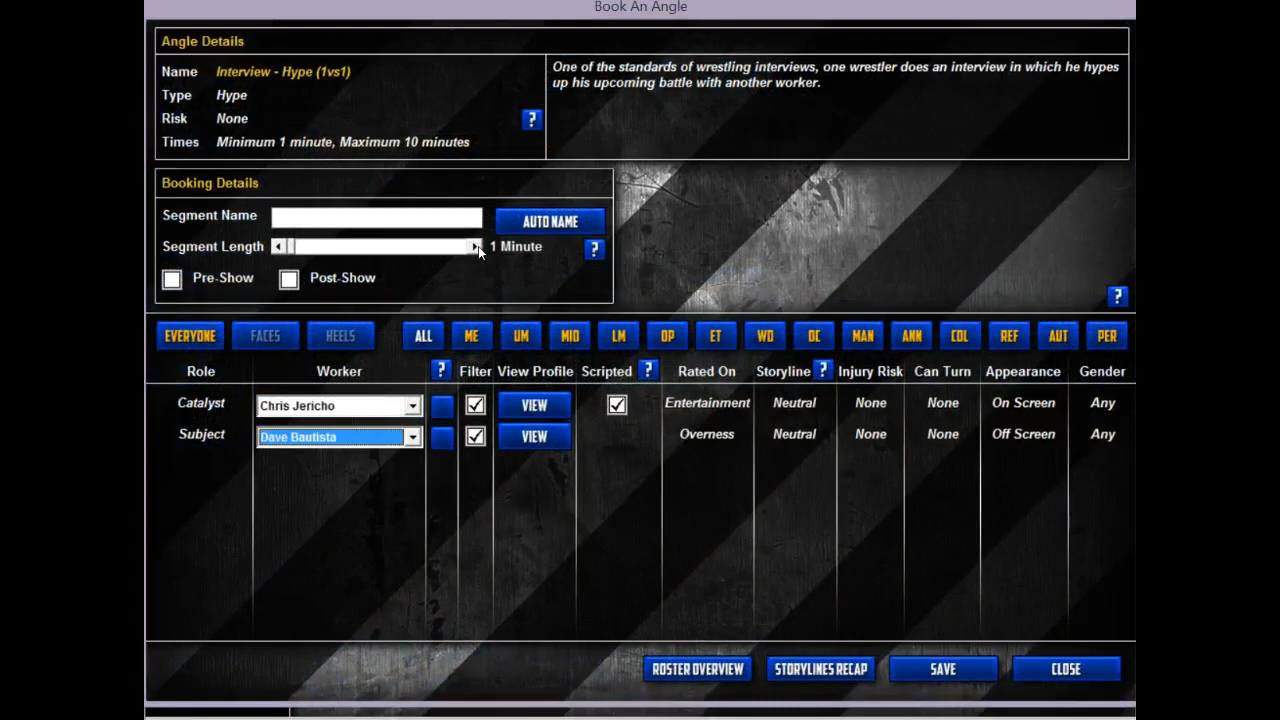 Book An Angle
Angle Details
Name Interview - Hype (1vs1)
Type Hype
Risk None
?
Times Minimum 1 minute, Maximum 10 minutes
One of the standards of wrestling interviews, one wrestler does an interview in which he hypes
up his upcoming battle with another worker.
Booking Details
Segment Name AUTO NAME
Segment Length 1 Minute ?
Pre-Show Post-Show
?
EVERYONE FACES HEELS ALL ME UM MID LM OP ET WD OC MAN ANN COL REF AUT PER
Role Worker ? Filter View Profile Scripted ? Rated On Storyline ? Injury Risk Can Turn Appearance Gender
Catalyst Chris Jericho VIEW Entertainment Neutral None None On Screen Any
Subject Dave Bautista VIEW Overness Neutral None None Off Screen Any
ROSTER OVERVIEW STORYLINES RECAP SAVE CLOSE